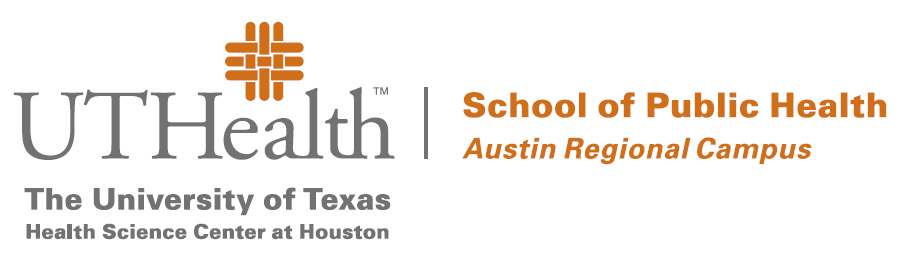 UTHealth™
The University of Texas
Health Science Center at Houston
School of Public Health
Austin Regional Campus